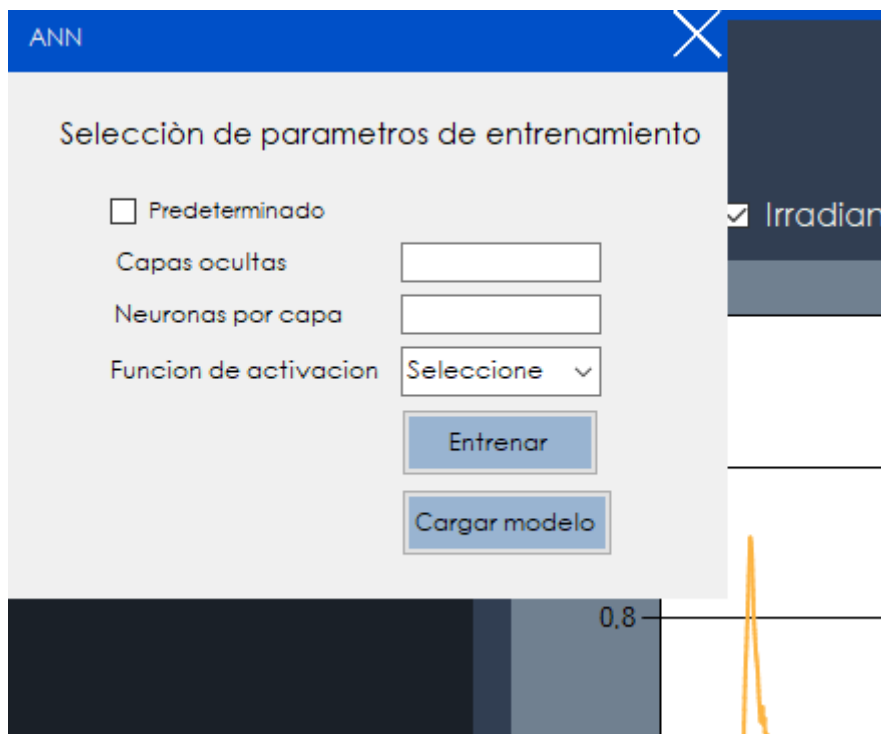 ANN
Selecciòn de parametros de entrenamiento
Predeterminado
Irradian
Capas ocultas
Neuronas por capa
Funcion de activacion Seleccione
Entrenar
Cargar modelo
0,8